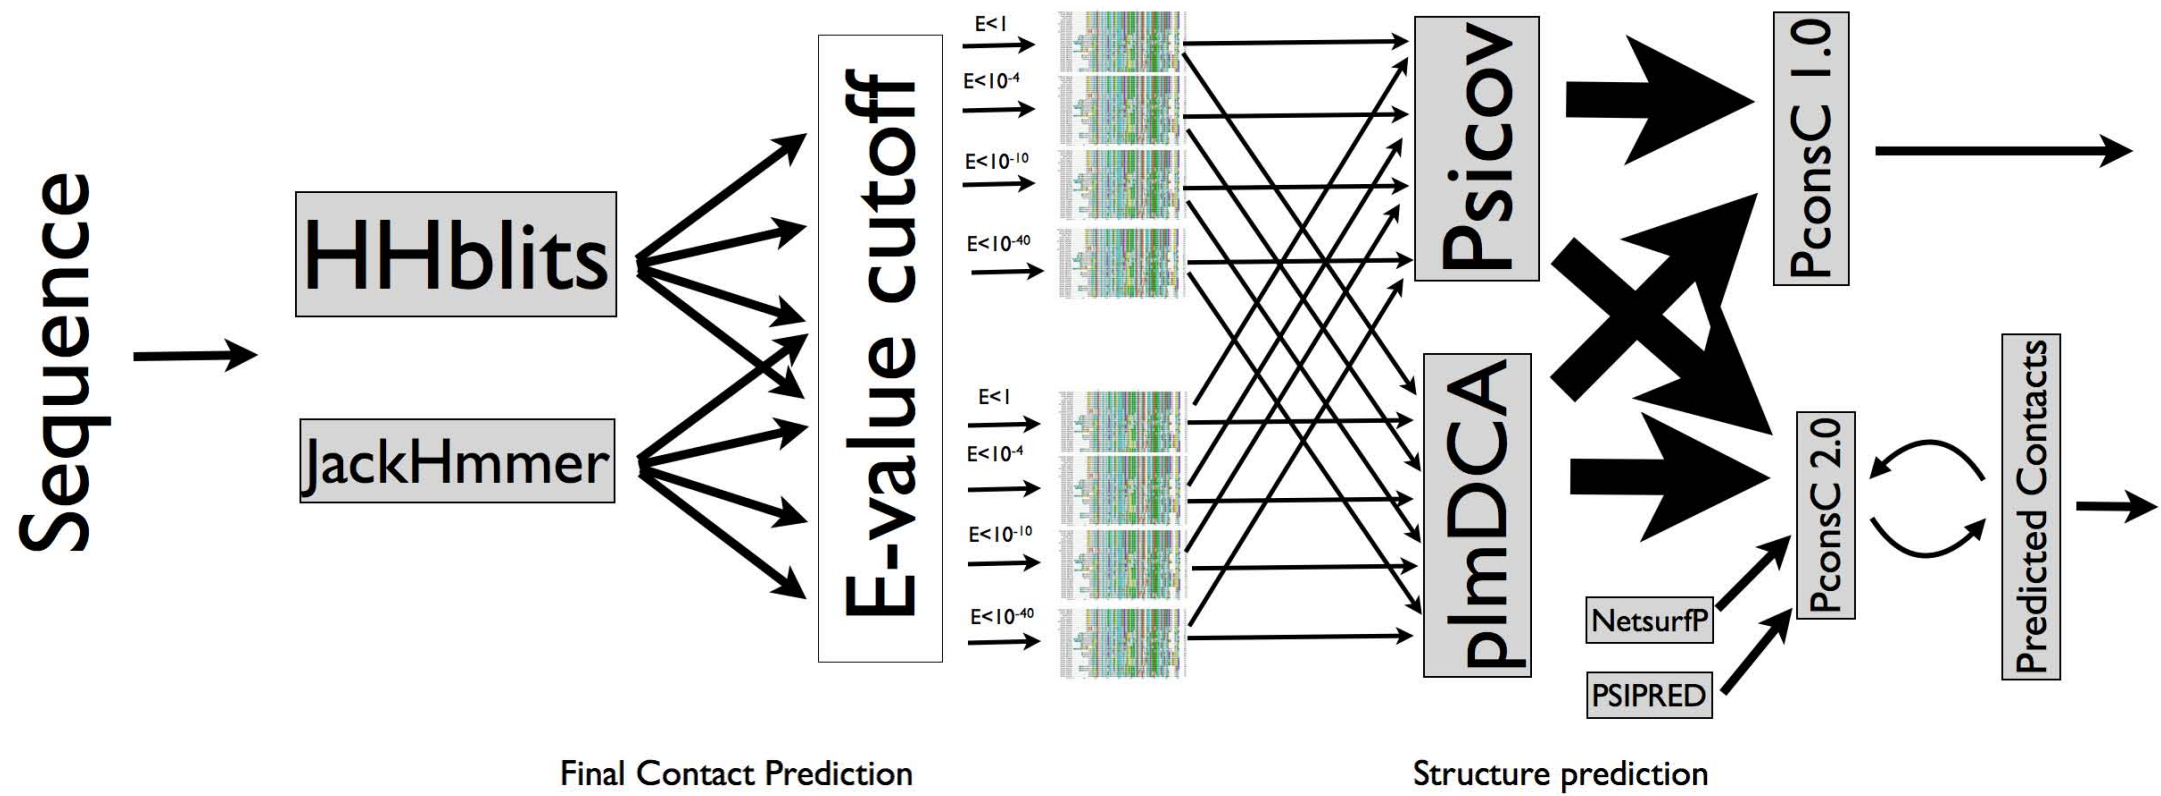 Sequence
HHblits
JackHmmer
E-value cutoff
E<1
E<10-4
E<10-10
E<10-40
E<1
E<10-4
E<10-10
E<10-40
Psicov
plmDCA
PconsC 1.0
PconsC 2.0
NetsurfP
PSIPRED
Predicted Contacts
Final Contact Prediction
Structure prediction